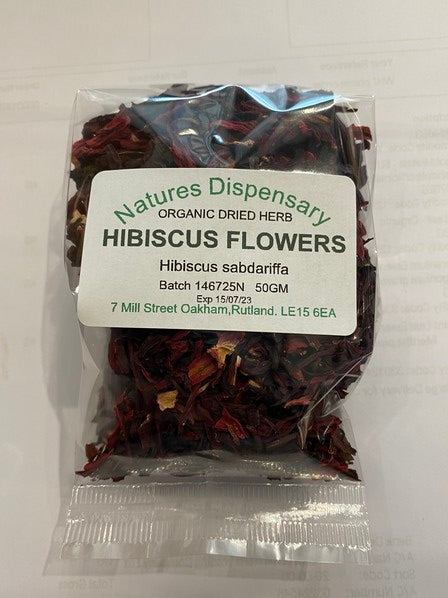 Natures Dispensary
ORGANIC DRIED HERB
HIBISCUS FLOWERS
Hibiscus sabdariffa
Batch 146725N 50GM
Exp 15/07/23
7 Mill Street Oakham,Rutland. LE15 6EA